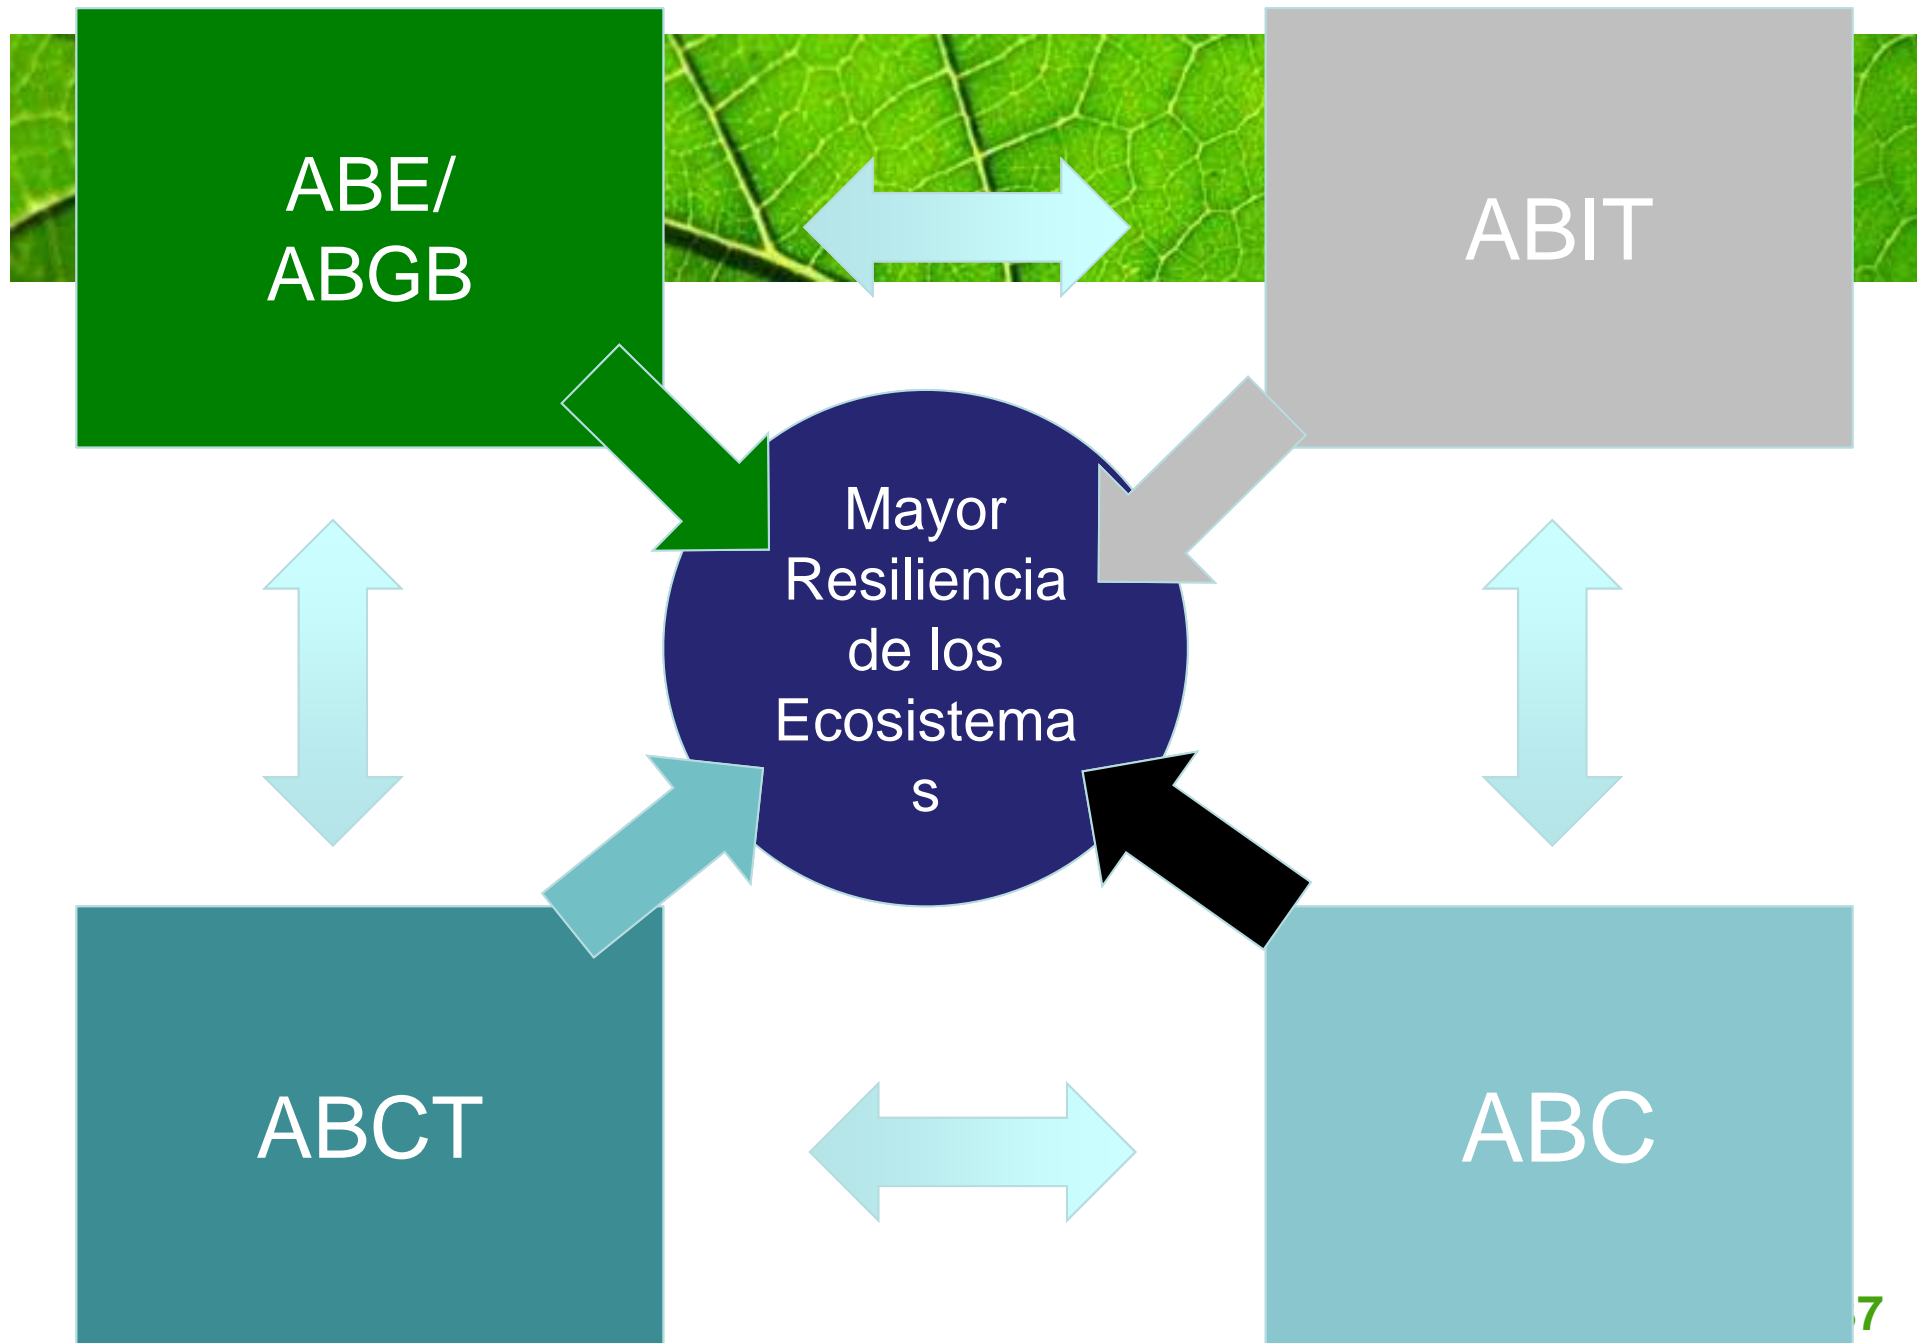 ABE/
ABGB
ABIT
Mayor
Resiliencia
de los
Ecosistema
s
ABCT
ABC